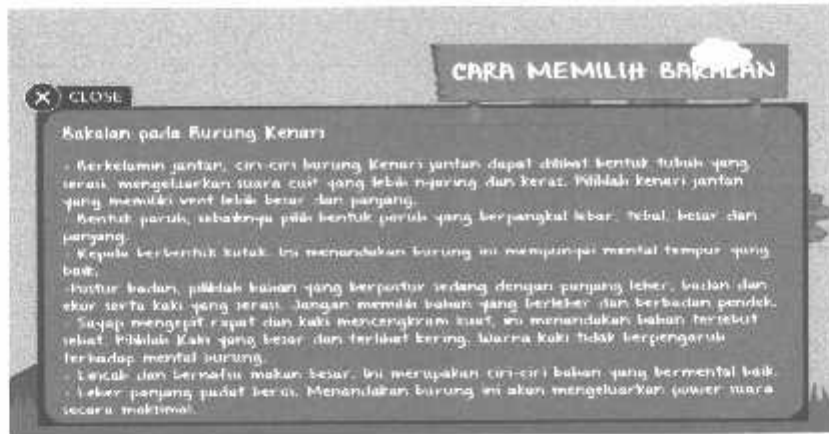 CARA MEMILIH BAKALAN
CLOSE
Bakalan pada Burung Kenari
- Berkelamin jantan, ciri-ciri burung Kenari jantan dapat dilihat bentuk tubuh yang
serasi, mengeluarkan suara cuit yang lebih nyaring dan keras. Pilihlah kenari jantan
yang memiliki vent lebih besar dan panjang.
- Bentuk paruh, sebaiknya pilih bentuk paruh yang berpangkal lebar, tebal, besar dan
panjang.
- Kepala berbentuk kotak. Ini menandakan burung ini mempunyai mental tempur yang
baik.
-Postur badan, pilihlah bahan yang berpostur sedang dengan panjang leher, badan dan
ekor serta kaki yang serasi. Jangan memilih bahan yang berleher dan berbadan pendek.
- Sayap mengepit rapat dan kaki mencengkram kuat, ini menandakan bahan tersebut
sehat. Pilihlah Kaki yang besar dan terlihat kering. Warna kaki tidak berpengaruh
terhadap mental burung.
- Lincah dan bernafsu makan besar. Ini merupakan ciri-ciri bahan yang bermental baik.
- Leher panjang padat berisi. Menandakan burung ini akan mengeluarkan power suara
secara maksimal.